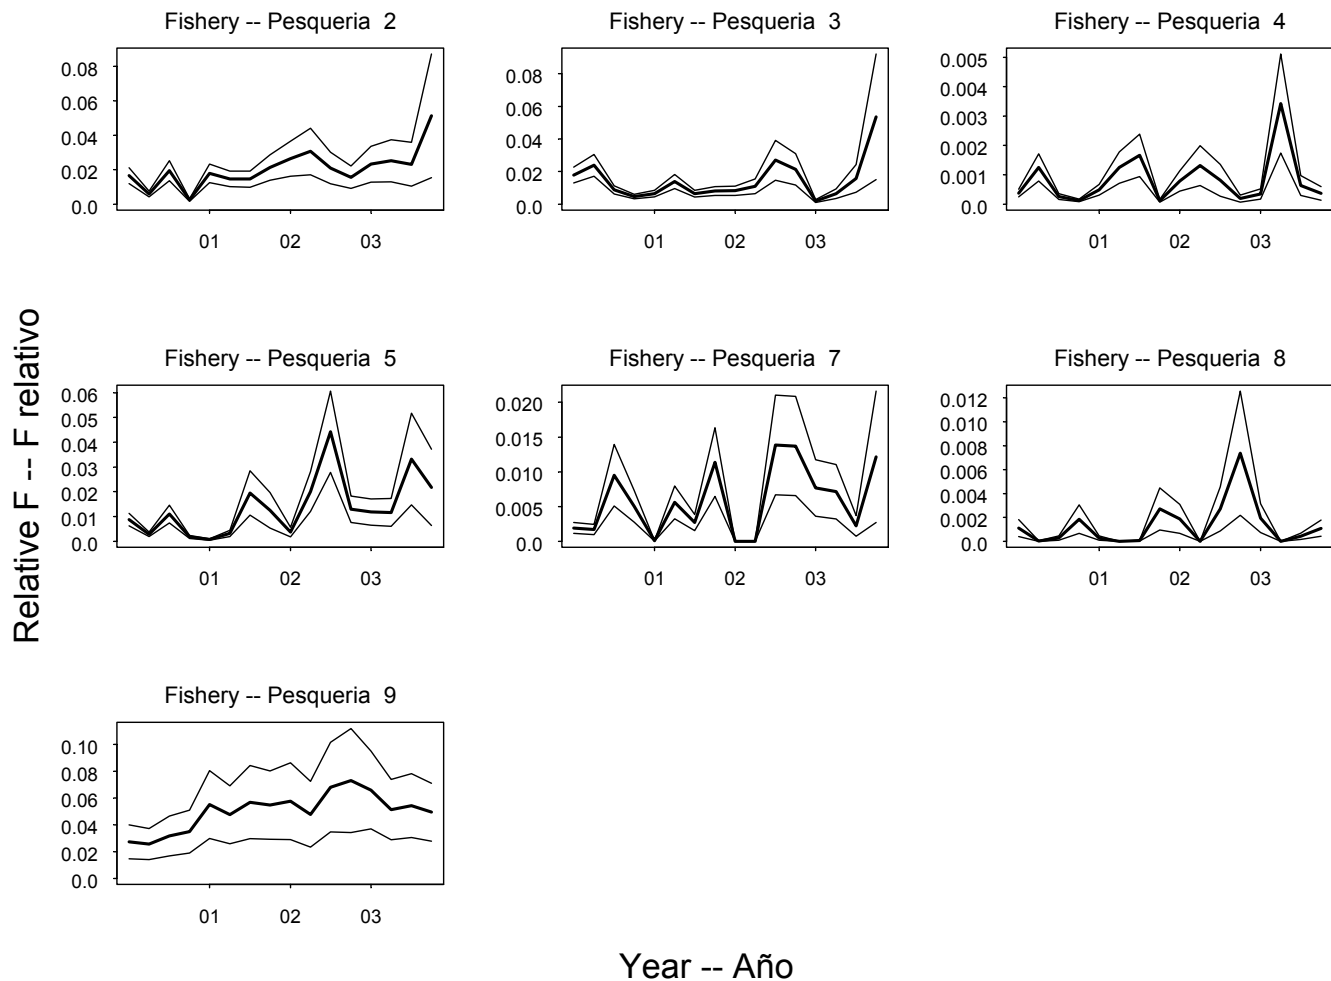 Fishery -- Pesqueria 2
0.08
0.06
0.04
0.02
0.0
01 02 03
Fishery -- Pesqueria 3
0.08
0.06
0.04
0.02
0.0
01 02 03
Fishery -- Pesqueria 4
0.005
0.004
0.003
0.002
0.001
0.0
01 02 03
Relative F -- F relativo
Fishery -- Pesqueria 5
0.06
0.05
0.04
0.03
0.02
0.01
0.0
01 02 03
Fishery -- Pesqueria 7
0.020
0.015
0.010
0.005
0.0
01 02 03
Fishery -- Pesqueria 8
0.012
0.010
0.008
0.006
0.004
0.002
0.0
01 02 03
Fishery -- Pesqueria 9
0.10
0.08
0.06
0.04
0.02
0.0
01 02 03
Year -- Año